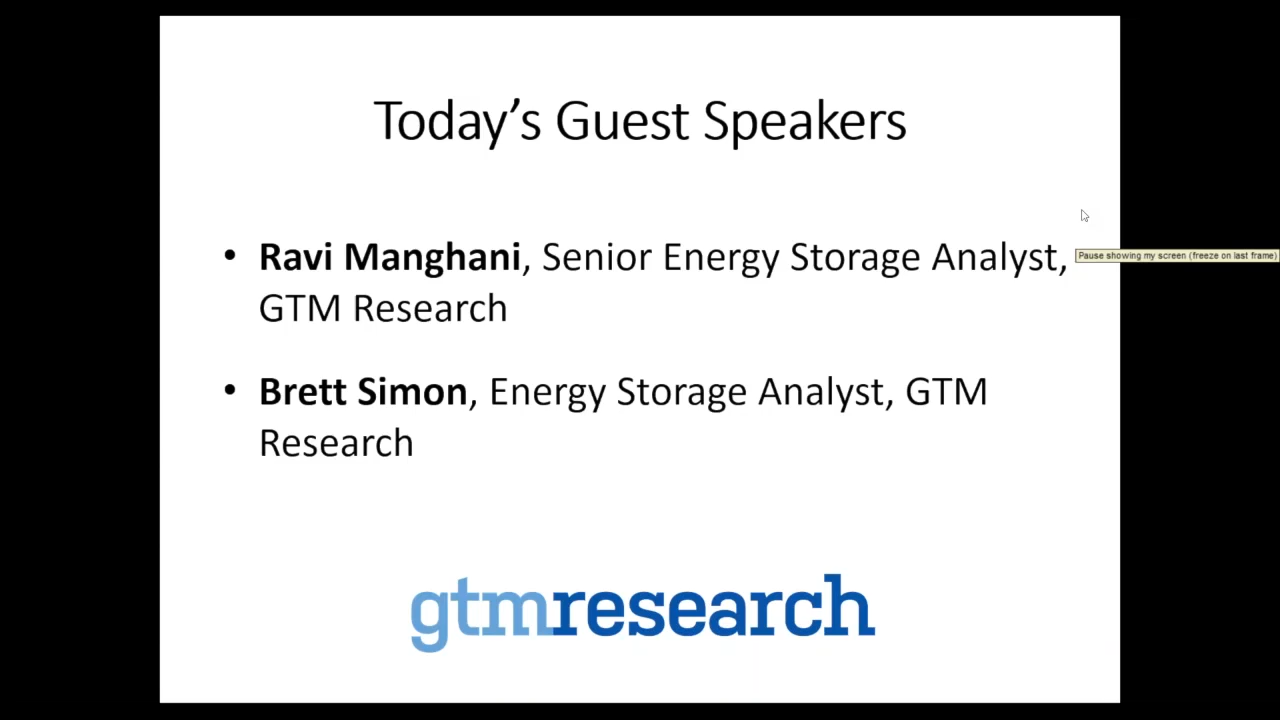 Today’s Guest Speakers
• Ravi Manghani, Senior Energy Storage Analyst,
GTM Research
Pause showing my screen (freeze on last frame)
• Brett Simon, Energy Storage Analyst, GTM
Research
gtmresearch